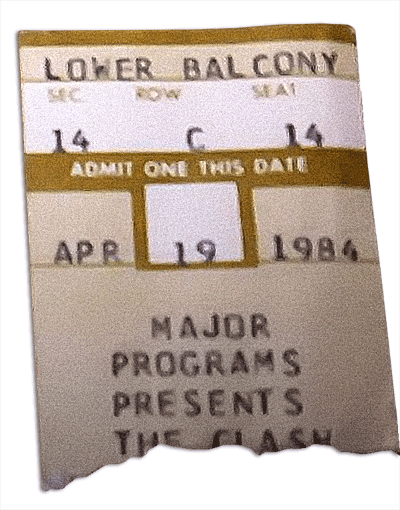 LOWER BALCONY
SEC ROW SEAT
14 C 14
ADMIT ONE THIS DATE
APR 19 1984
MAJOR
PROGRAMS
PRESENTS
THE CLASH